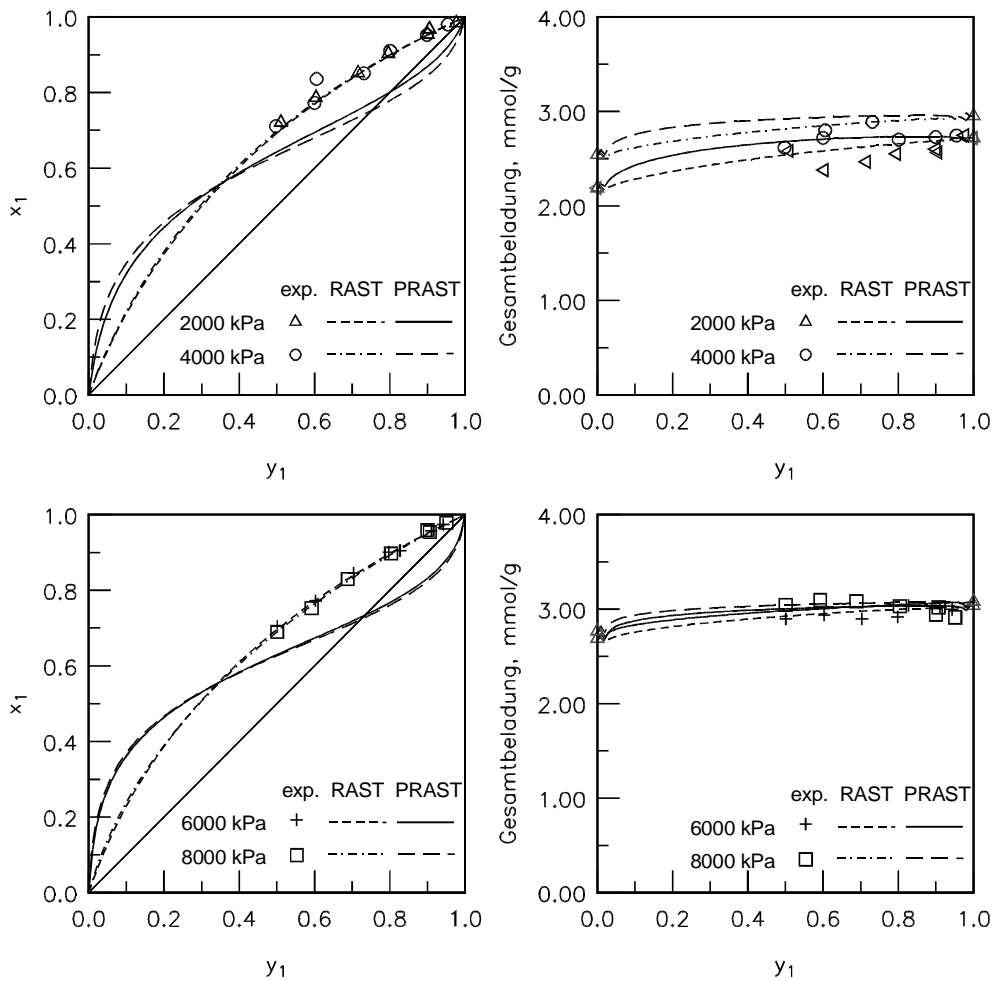 1.0
0.8
0.6
0.4
0.2
0.0
x1
0.0 0.2 0.4 0.6 0.8 1.0
y1
exp. RAST PRAST
2000 kPa
4000 kPa
4.00
3.00
2.00
1.00
0.00
Gesamtbeladung, mmol/g
0.0 0.2 0.4 0.6 0.8 1.0
y1
exp. RAST PRAST
2000 kPa
4000 kPa
1.0
0.8
0.6
0.4
0.2
0.0
x1
0.0 0.2 0.4 0.6 0.8 1.0
y1
exp. RAST PRAST
6000 kPa
8000 kPa
4.00
3.00
2.00
1.00
0.00
Gesamtbeladung, mmol/g
0.0 0.2 0.4 0.6 0.8 1.0
y1
exp. RAST PRAST
6000 kPa
8000 kPa